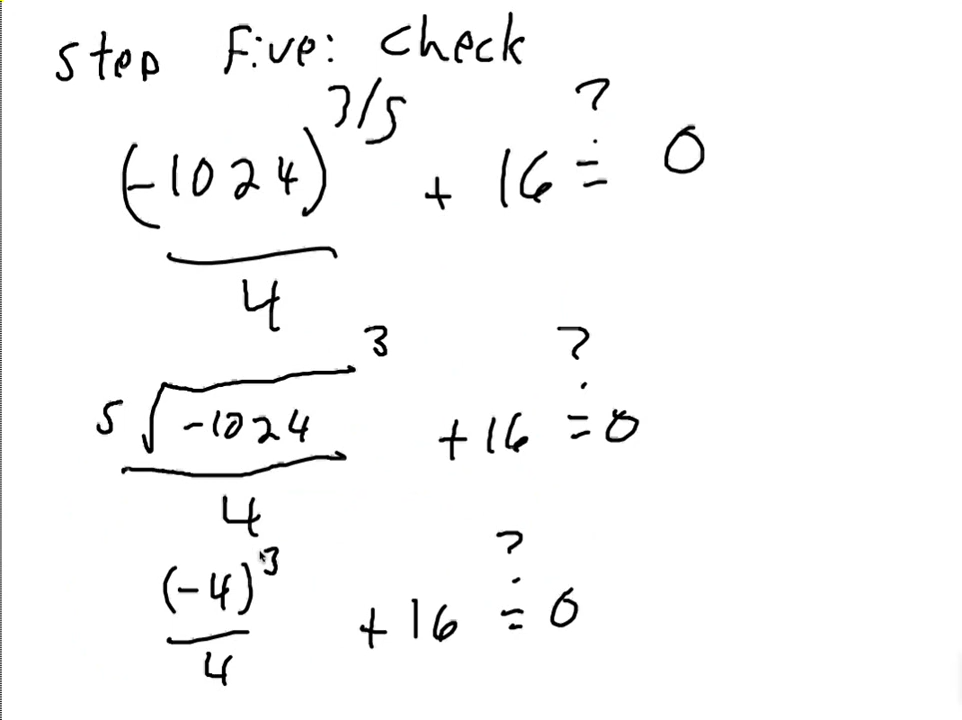 Step Five: Check
(-1024)^3/5 + 16 ≟ 0
4
5√-1024^3 + 16 ≟ 0
4
(-4)^3 + 16 ≟ 0
4